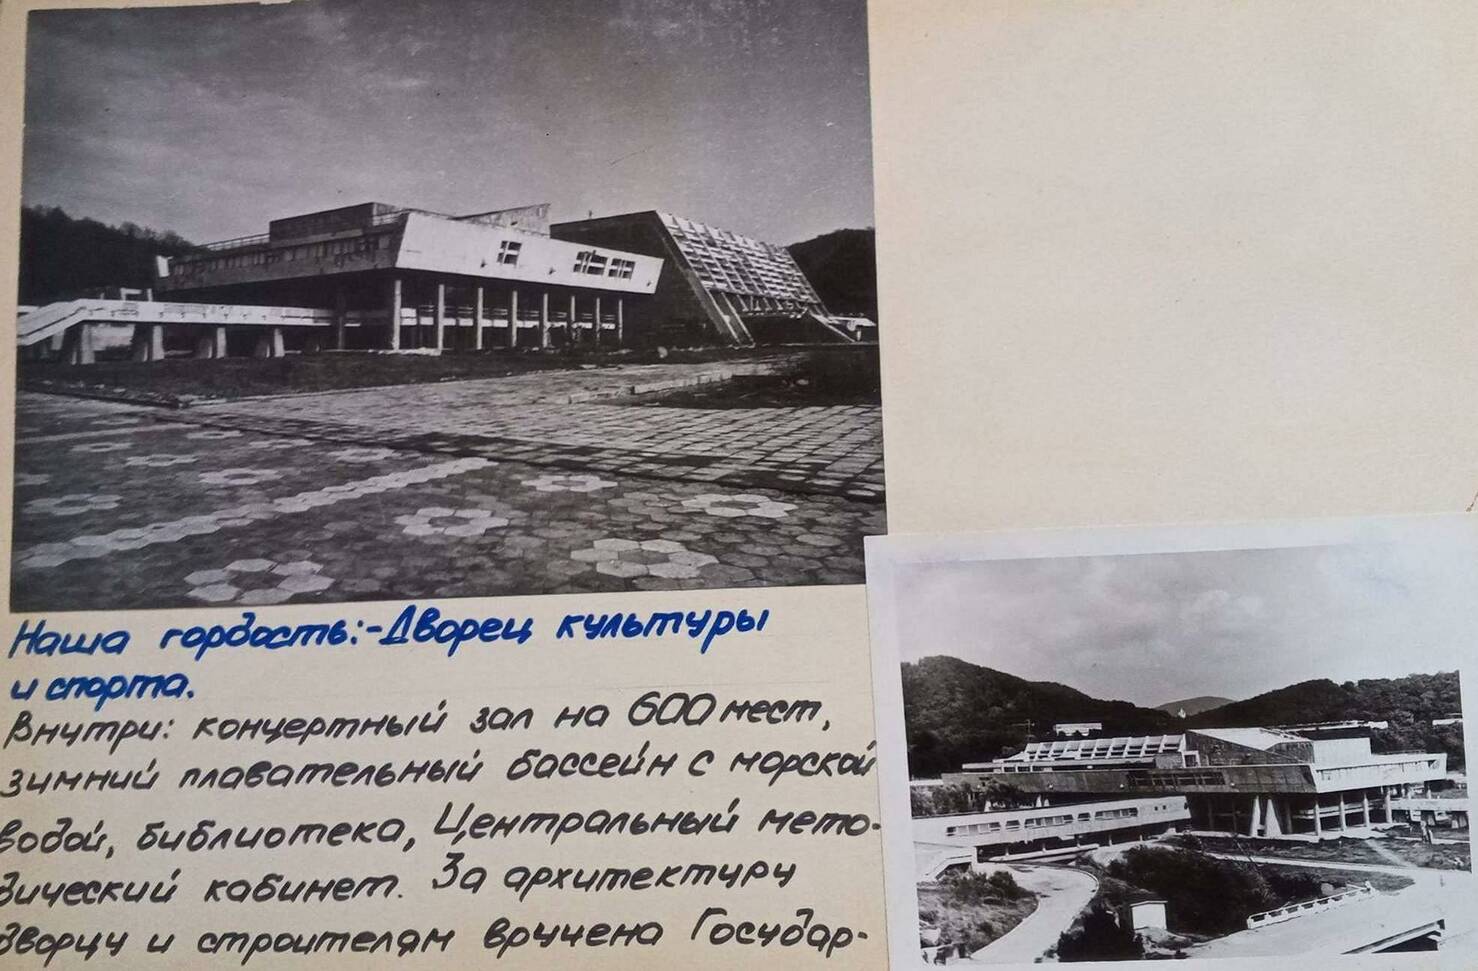 Наша гордость:-Дворец культуры
и спорта.
Внутри: концертный зал на 600 мест,
зимний плавательный бассейн с морской
водой, библиотека, Центральный мето-
дический кабинет. За архитектуру
дворцу и строителям вручена Государ-